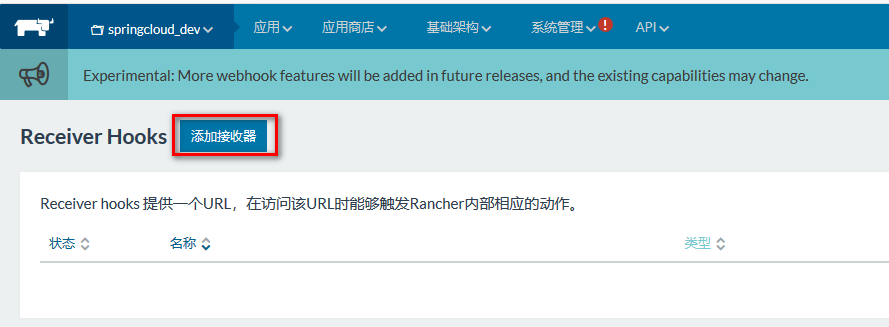 springcloud_dev 应用 应用商店 基础架构 系统管理 ! API
Experimental: More webhook features will be added in future releases, and the existing capabilities may change.
Receiver Hooks 添加接收器
Receiver hooks 提供一个URL，在访问该URL时能够触发Rancher内部相应的动作。
状态 名称 类型